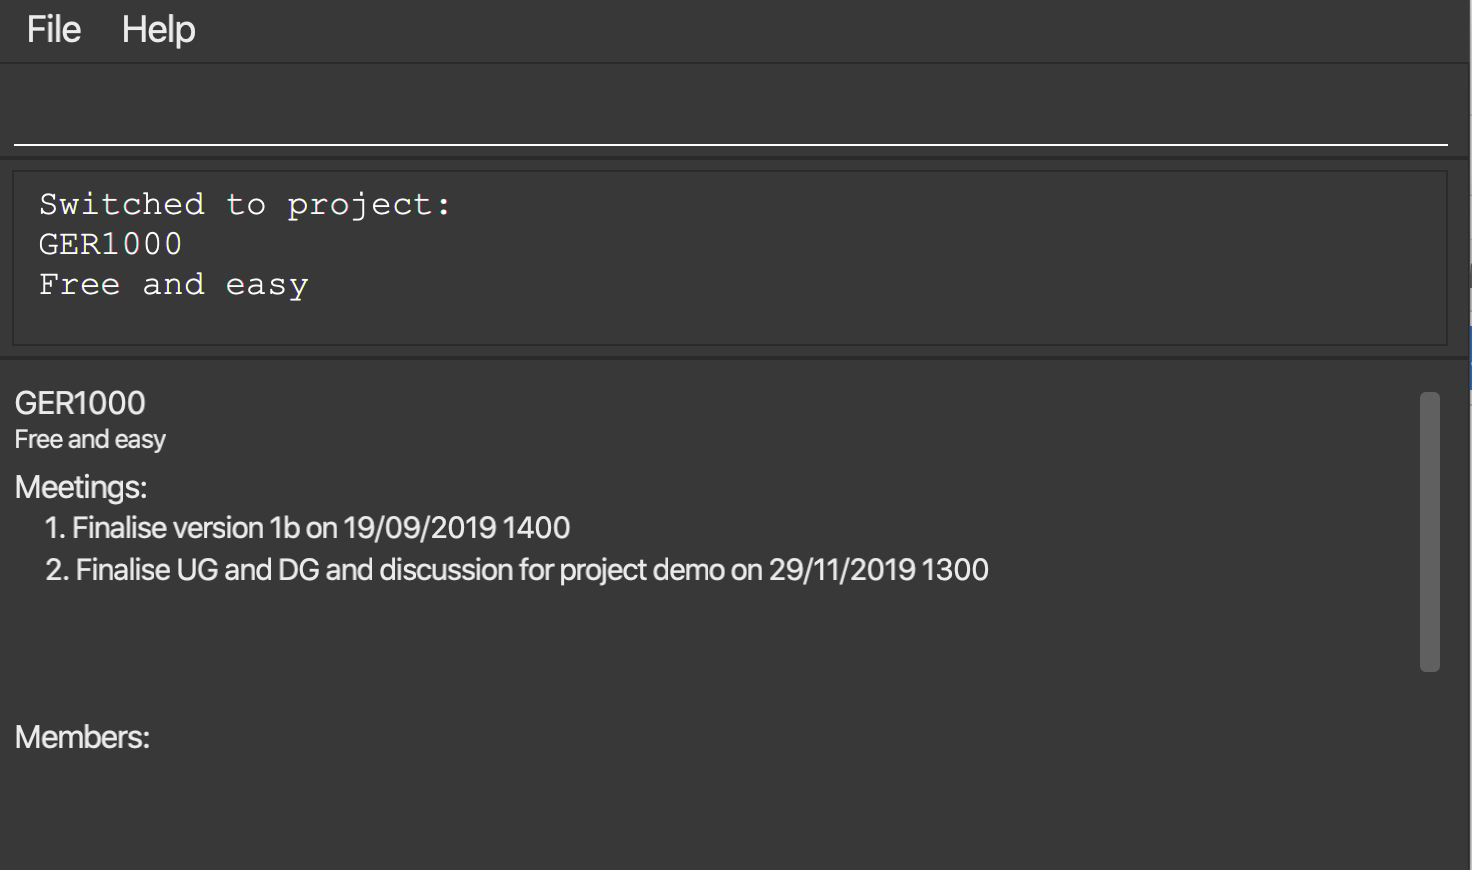 File Help
Switched to project:
GER1000
Free and easy
GER1000
Free and easy
Meetings:
1. Finalise version 1b on 19/09/2019 1400
2. Finalise UG and DG and discussion for project demo on 29/11/2019 1300
Members: